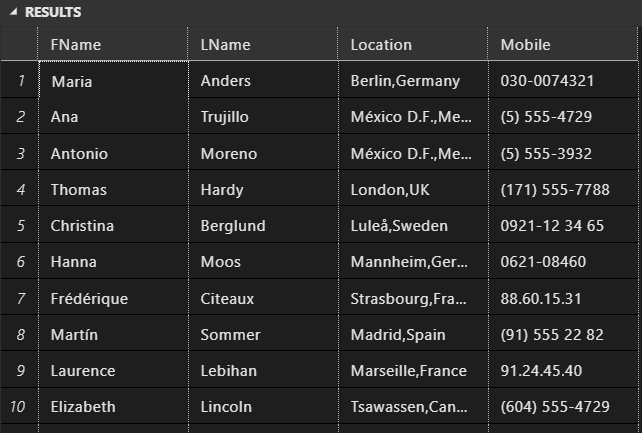 RESULTS
FName LName Location Mobile
1 Maria Anders Berlin,Germany 030-0074321
2 Ana Trujillo México D.F.,Me... (5) 555-4729
3 Antonio Moreno México D.F.,Me... (5) 555-3932
4 Thomas Hardy London,UK (171) 555-7788
5 Christina Berglund Luleå,Sweden 0921-12 34 65
6 Hanna Moos Mannheim,Ger... 0621-08460
7 Frédérique Citeaux Strasbourg,Fra... 88.60.15.31
8 Martín Sommer Madrid,Spain (91) 555 22 82
9 Laurence Lebihan Marseille,France 91.24.45.40
10 Elizabeth Lincoln Tsawassen,Can... (604) 555-4729